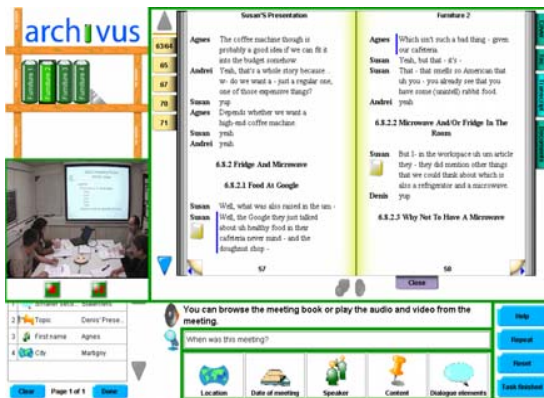 archivus
Furniture 1
Furniture 2
Furniture 3
Furniture 4
63/64
65
67
70
71
Susan'S Presentation
Agnes The coffee machine though is
probably a good idea if we can fit
it into the budget somehow
Andrei Yeah, that's a whole story because ..
w- do we want a - just a regular one,
one of those expensive things?
Susan yup
Agnes Depends whether we want a
high-end coffee machine.
Susan yeah
Andrei yeah.
6.8.2 Fridge And Microwave
6.8.2.1 Food At Google
Susan Well, what was also raised in the um -
Susan Well, the Google they just talked
about uh healthy food in their
cafeteria never mind - and the
doughnut shop -
57
Furniture 2
Agnes Which isn't such a bad thing - given
our cafeteria.
Susan Yeah, but that - it's -
Susan That - that smells so American that
uh you - you already see that you
have some (unintell) rabbit food.
Andrei yeah
6.8.2.2 Microwave And/Or Fridge In The
Room
Susan But I- in the workspace uh um article
they - they did mention other things
that we could think about which is
also a refrigerator and a microwave.
Denis yup
6.8.2.3 Why Not To Have A Microwave
58
Close
2 Topic Denis' Prese...
3 First name Agnes
4 City Martigny
Clear Page 1 of 1 Done
You can browse the meeting book or play the audio and video from the
meeting.
When was this meeting?
Location
Date of meeting
Speaker
Content
Dialogue elements
Help
Repeat
Reset
Task finished